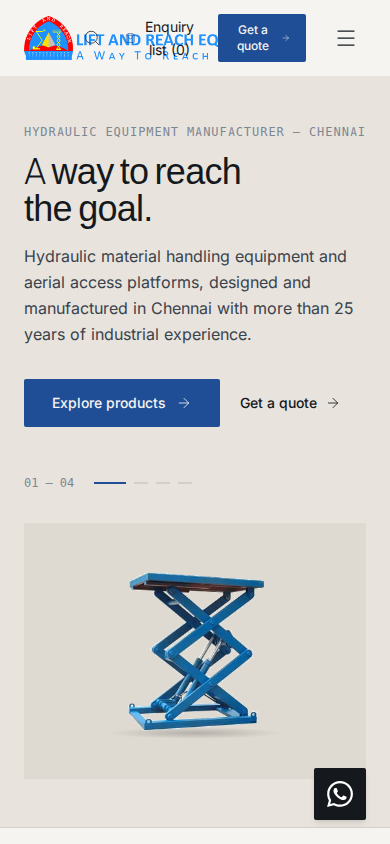 LIFT AND REACH EQ
A WAY TO REACH
Enquiry
list (0)
Get a
quote
HYDRAULIC EQUIPMENT MANUFACTURER — CHENNAI
A way to reach
the goal.
Hydraulic material handling equipment and
aerial access platforms, designed and
manufactured in Chennai with more than 25
years of industrial experience.
Explore products
Get a quote
01 — 04